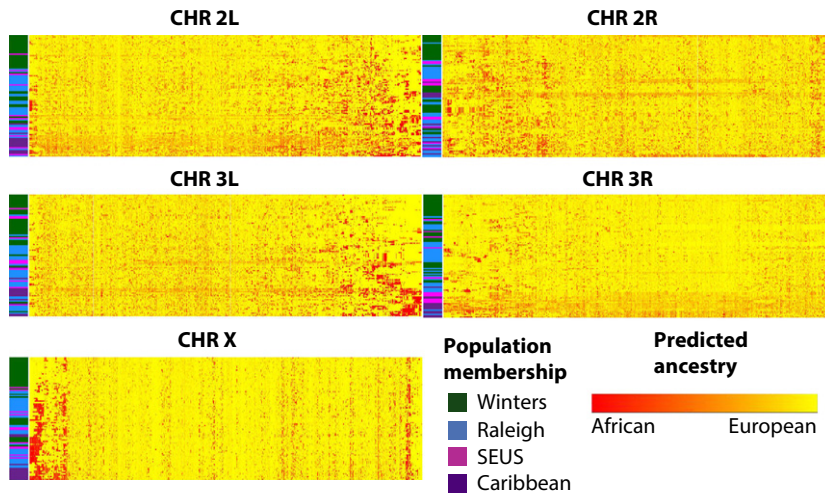 CHR 2L
CHR 2R
CHR 3L
CHR 3R
CHR X
Population
membership
Winters
Raleigh
SEUS
Caribbean
Predicted
ancestry
African
European